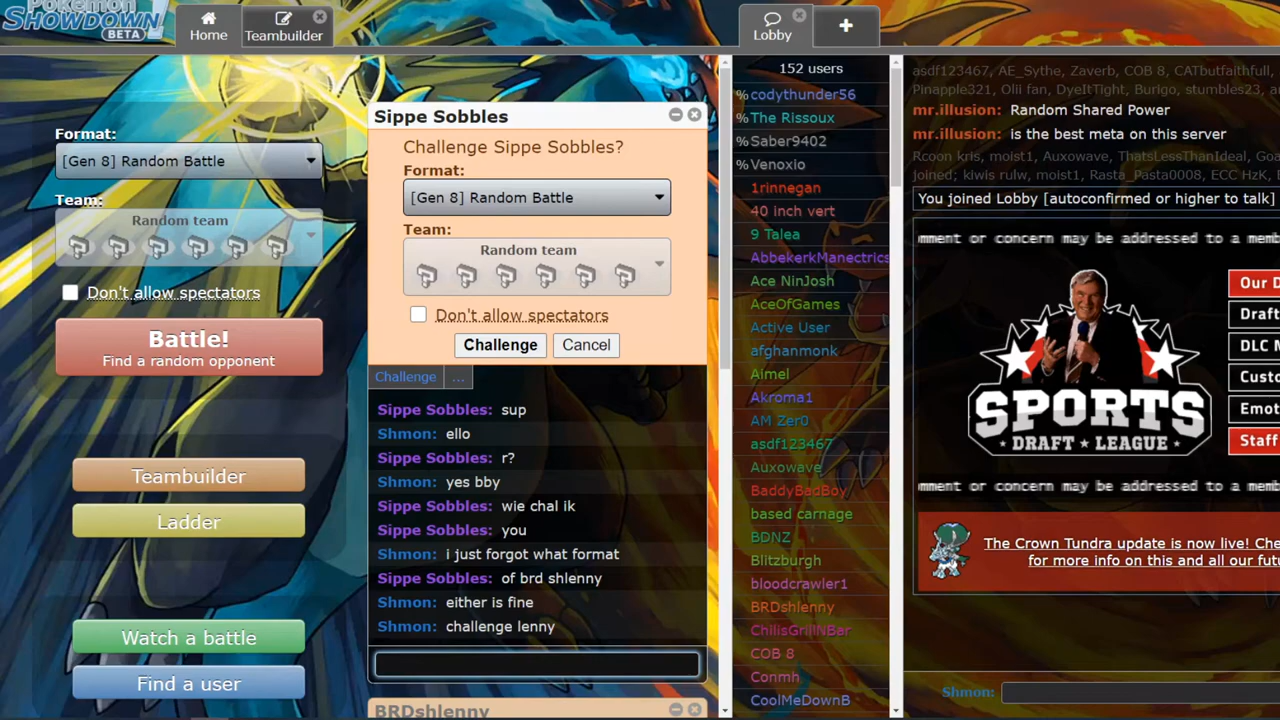 Pokémon
SHOWDOWN!
BETA
Home
Teambuilder
Lobby
Format:
[Gen 8] Random Battle
Team:
Random team
Don't allow spectators
Battle!
Find a random opponent
Teambuilder
Ladder
Watch a battle
Find a user
Sippe Sobbles
Challenge Sippe Sobbles?
Format:
[Gen 8] Random Battle
Team:
Random team
Don't allow spectators
Challenge
Cancel
Challenge
...
Sippe Sobbles: sup
Shmon: ello
Sippe Sobbles: r?
Shmon: yes bby
Sippe Sobbles: wie chal ik
Sippe Sobbles: you
Shmon: i just forgot what format
Sippe Sobbles: of brd shlenny
Shmon: either is fine
Shmon: challenge lenny
BRDshlenny
152 users
%codythunder56
%The Rissoux
%Saber9402
%Venoxio
1rinnegan
40 inch vert
9 Talea
AbbekerkManectrics
Ace NinJosh
AceOfGames
Active User
afghanmonk
Aimel
Akroma1
AM Zer0
asdf123467
Auxowave
BaddyBadBoy
based carnage
BDNZ
Blitzburgh
bloodcrawler1
BRDshlenny
ChilisGrillNBar
COB 8
Conmh
CoolMeDownB
asdf123467, AE_Sythe, Zaverb, COB 8, CATbutfaithfull,
Pinapple321, Olii fan, DyeItTight, Burlgo, stumbles23, an
mr.illusion: Random Shared Power
mr.illusion: is the best meta on this server
Rcoon kris, moist1, Auxowave, ThatsLessThanIdeal, Goa
joined; kiwis rulw, moist1, Rasta_Pasta0008, ECC HzK, E
You joined Lobby [autoconfirmed or higher to talk]
omment or concern may be addressed to a memb
SPORTS
DRAFT ★ LEAGUE
Our D
Draft
DLC M
Custo
Emot
Staff
omment or concern may be addressed to a memb
The Crown Tundra update is now live! Che
for more info on this and all our futu
Shmon: